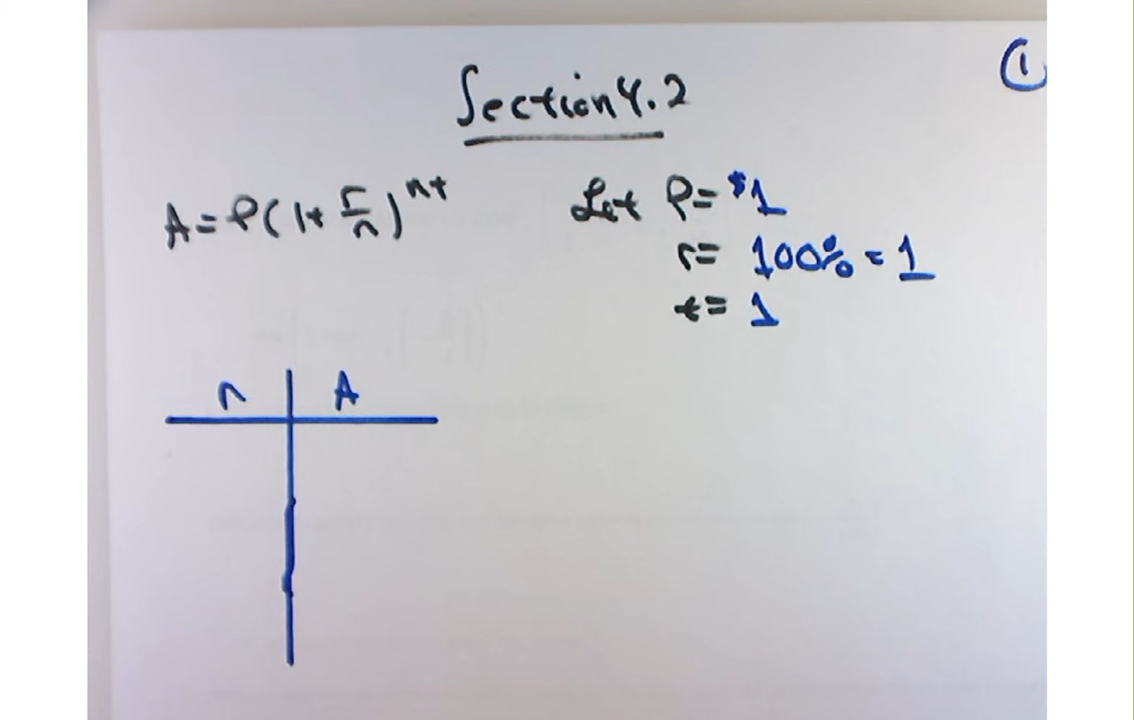 Section 4.2
①
A = P(1 + r/n)^nt
Let P = $1
r = 100% = 1
t = 1
n A